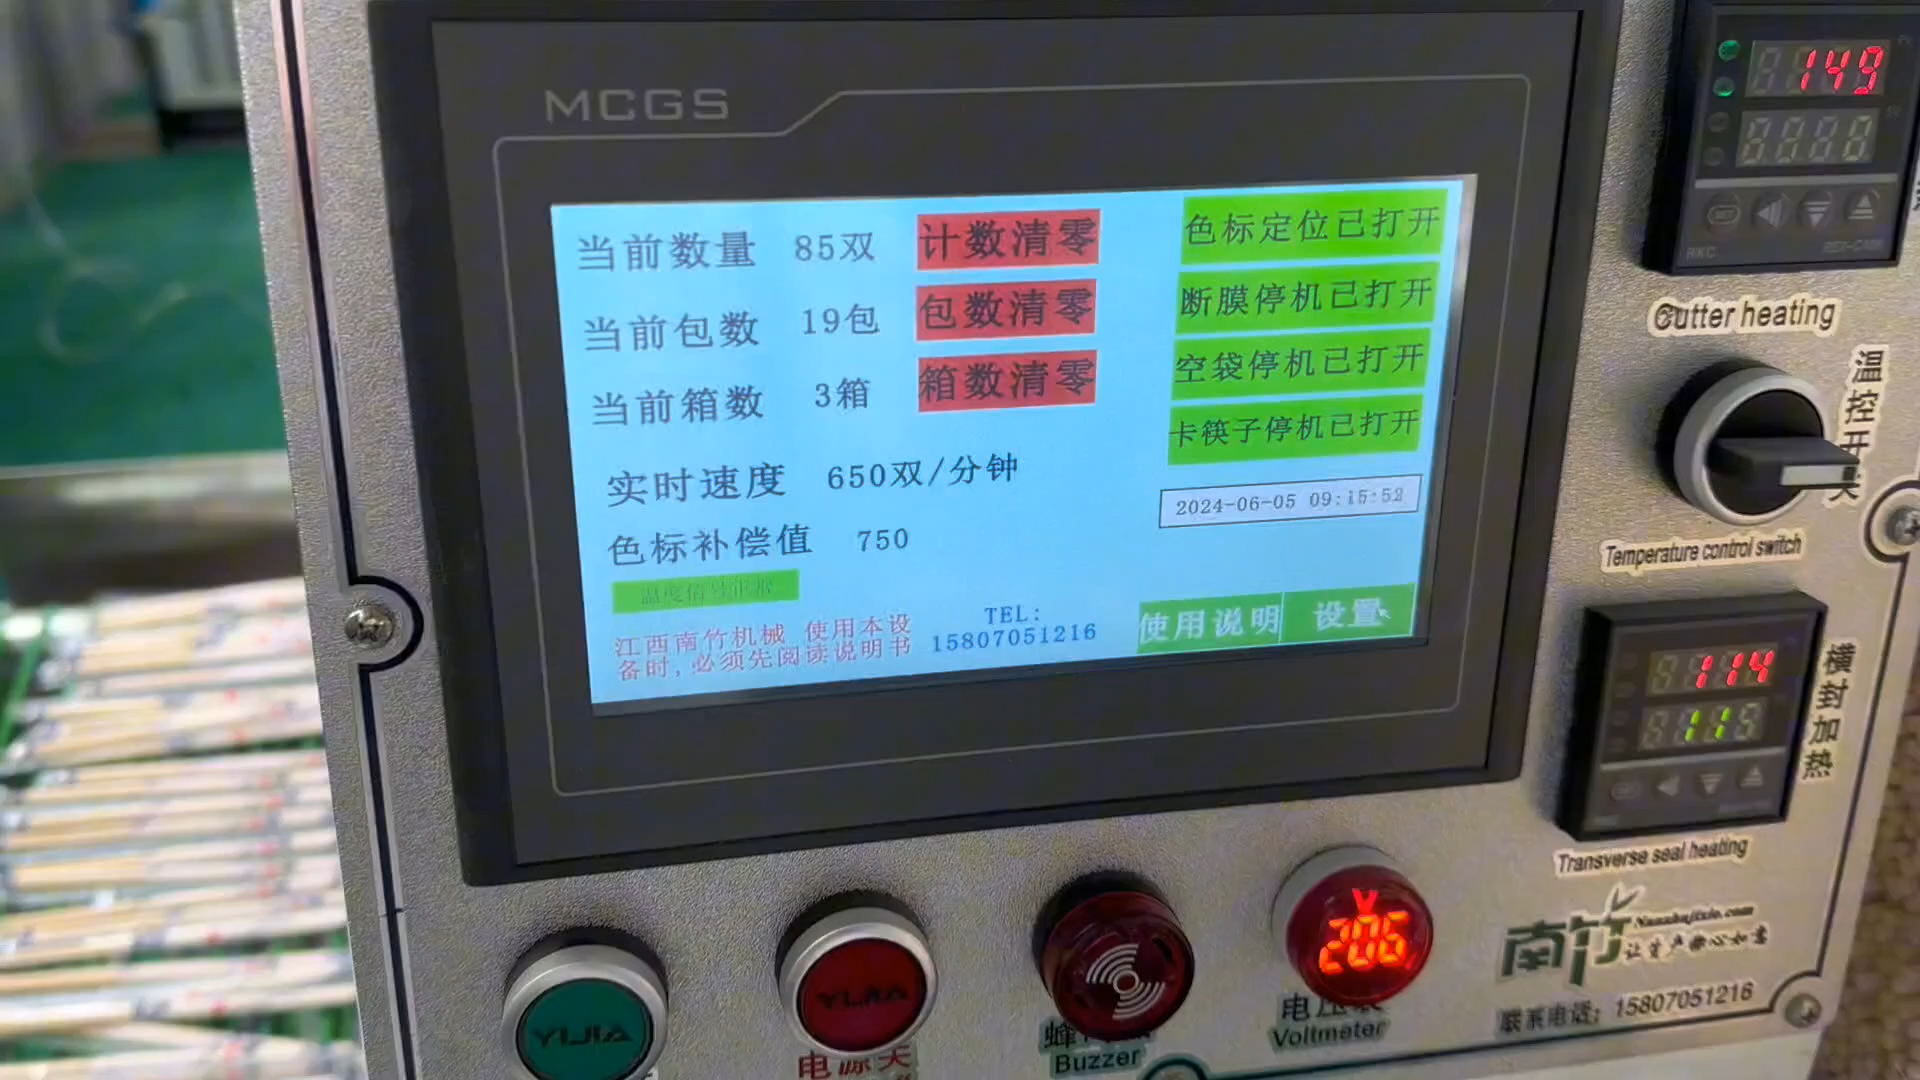 MCGS
当前数量 85双 计数清零 色标定位已打开
当前包数 19包 包数清零 断膜停机已打开
当前箱数 3箱 箱数清零 空袋停机已打开
卡筷子停机已打开
实时速度 650双/分钟
2024-06-05 09:15:52
色标补偿值 750
江西南竹机械 使用本设
备时,必须先阅读说明书
TEL:
15807051216
使用说明 设置
149
RKC
Cutter heating
温控开关
Temperature control switch
114
横封加热
Transverse seal heating
南竹
Nanzhujixie.com
联系电话: 15807051216
YIJIA
YIJIA
Buzzer
V
206
Voltmeter